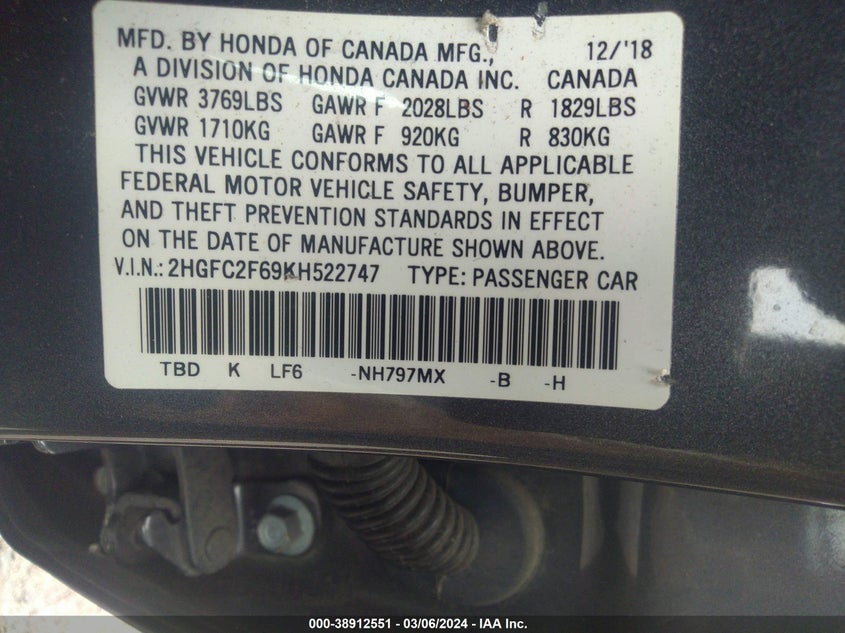 MFD. BY HONDA OF CANADA MFG., 12/'18
A DIVISION OF HONDA CANADA INC. CANADA
GVWR 3769LBS GAWR F 2028LBS R 1829LBS
GVWR 1710KG GAWR F 920KG R 830KG
THIS VEHICLE CONFORMS TO ALL APPLICABLE
FEDERAL MOTOR VEHICLE SAFETY, BUMPER,
AND THEFT PREVENTION STANDARDS IN EFFECT
ON THE DATE OF MANUFACTURE SHOWN ABOVE.
V.I.N.: 2HGFC2F69KH522747 TYPE: PASSENGER CAR
TBD K LF6 -NH797MX -B -H
000-38912551 — 03/06/2024 - IAA Inc.